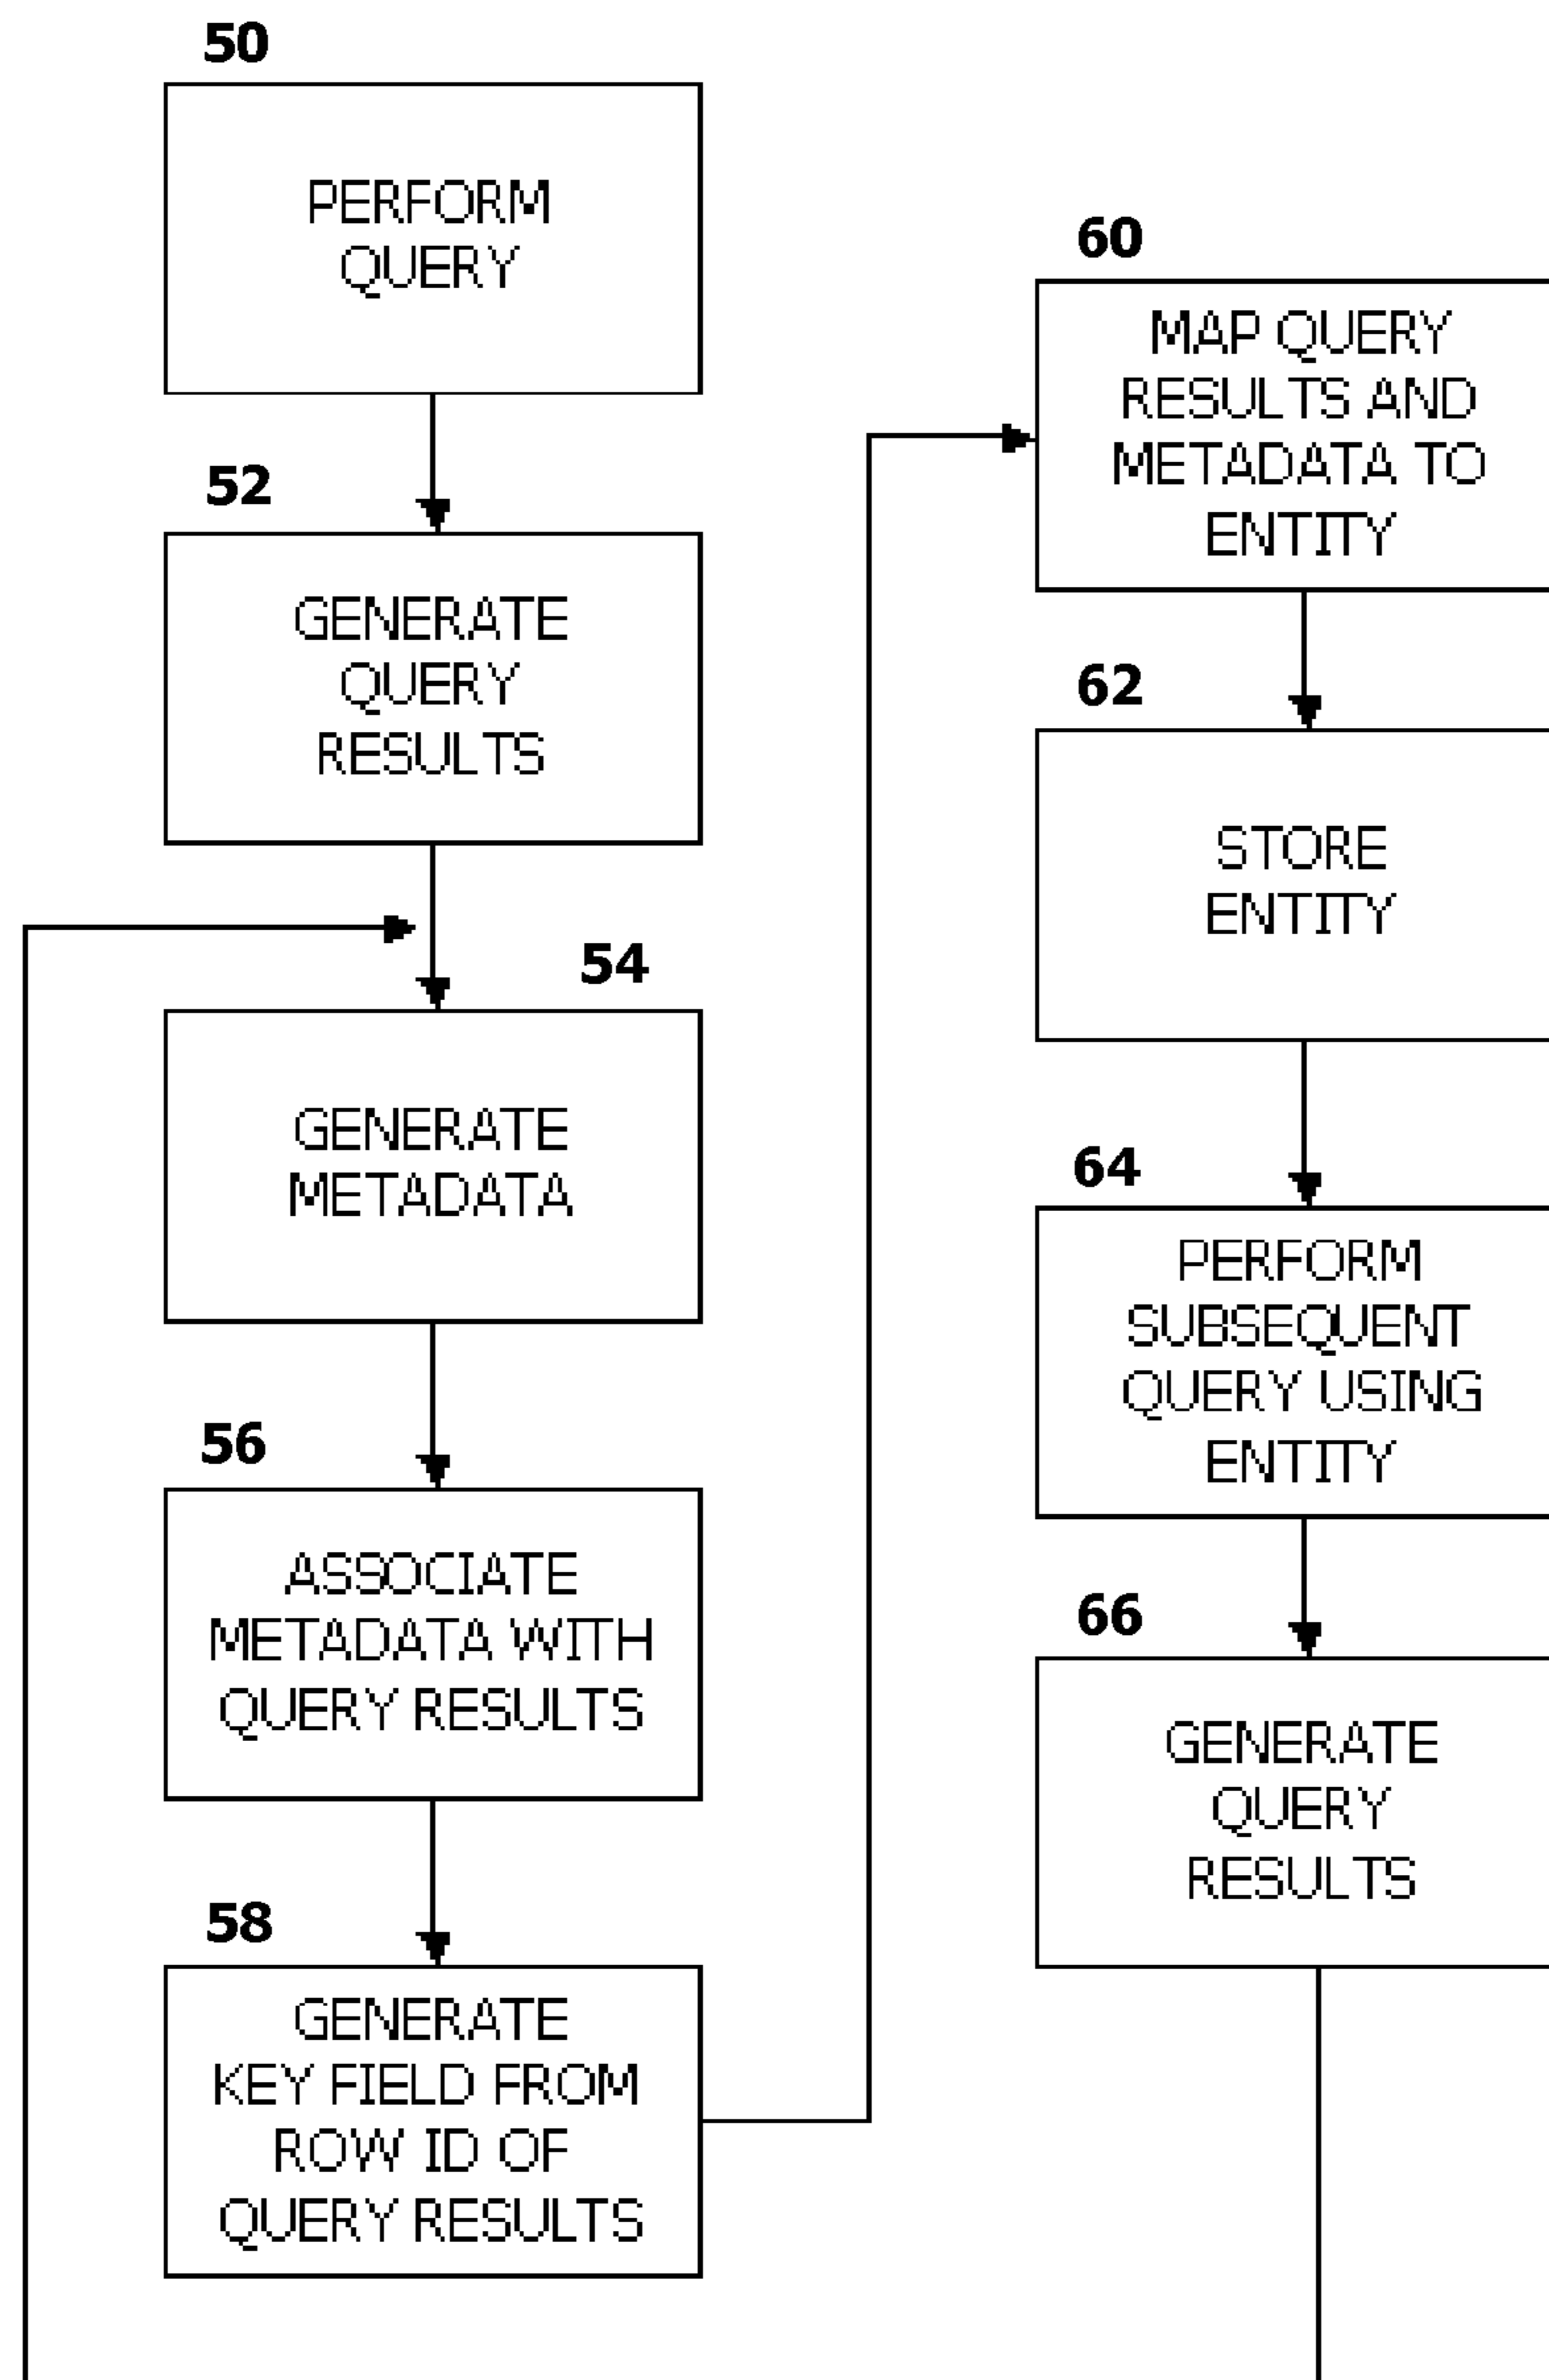 50
PERFORM
QUERY
52
GENERATE
QUERY
RESULTS
54
GENERATE
METADATA
56
ASSOCIATE
METADATA WITH
QUERY RESULTS
58
GENERATE
KEY FIELD FROM
ROW ID OF
QUERY RESULTS
60
MAP QUERY
RESULTS AND
METADATA TO
ENTITY
62
STORE
ENTITY
64
PERFORM
SUBSEQUENT
QUERY USING
ENTITY
66
GENERATE
QUERY
RESULTS